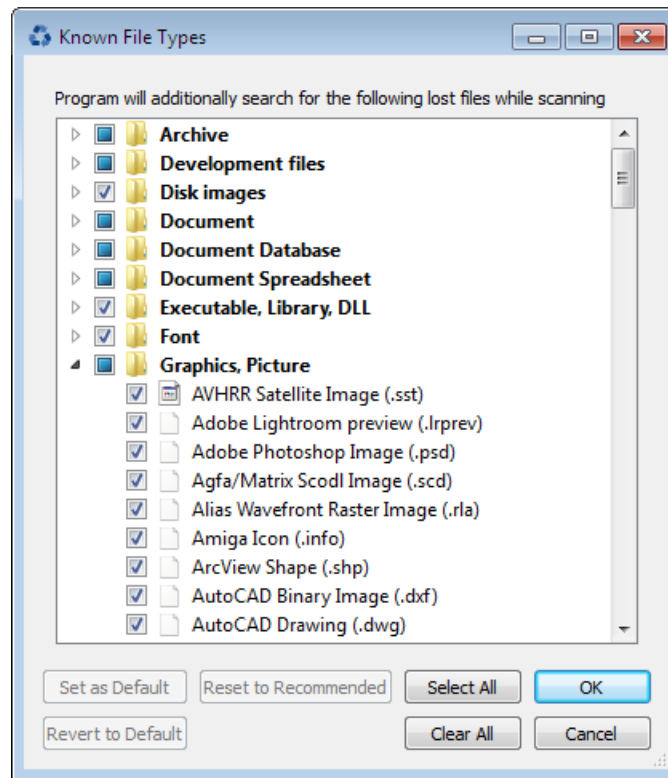 Known File Types
Program will additionally search for the following lost files while scanning
Archive
Development files
Disk images
Document
Document Database
Document Spreadsheet
Executable, Library, DLL
Font
Graphics, Picture
AVHRR Satellite Image (.sst)
Adobe Lightroom preview (.lrprev)
Adobe Photoshop Image (.psd)
Agfa/Matrix Scodl Image (.scd)
Alias Wavefront Raster Image (.rla)
Amiga Icon (.info)
ArcView Shape (.shp)
AutoCAD Binary Image (.dxf)
AutoCAD Drawing (.dwg)
Set as Default Reset to Recommended Select All OK
Revert to Default Clear All Cancel